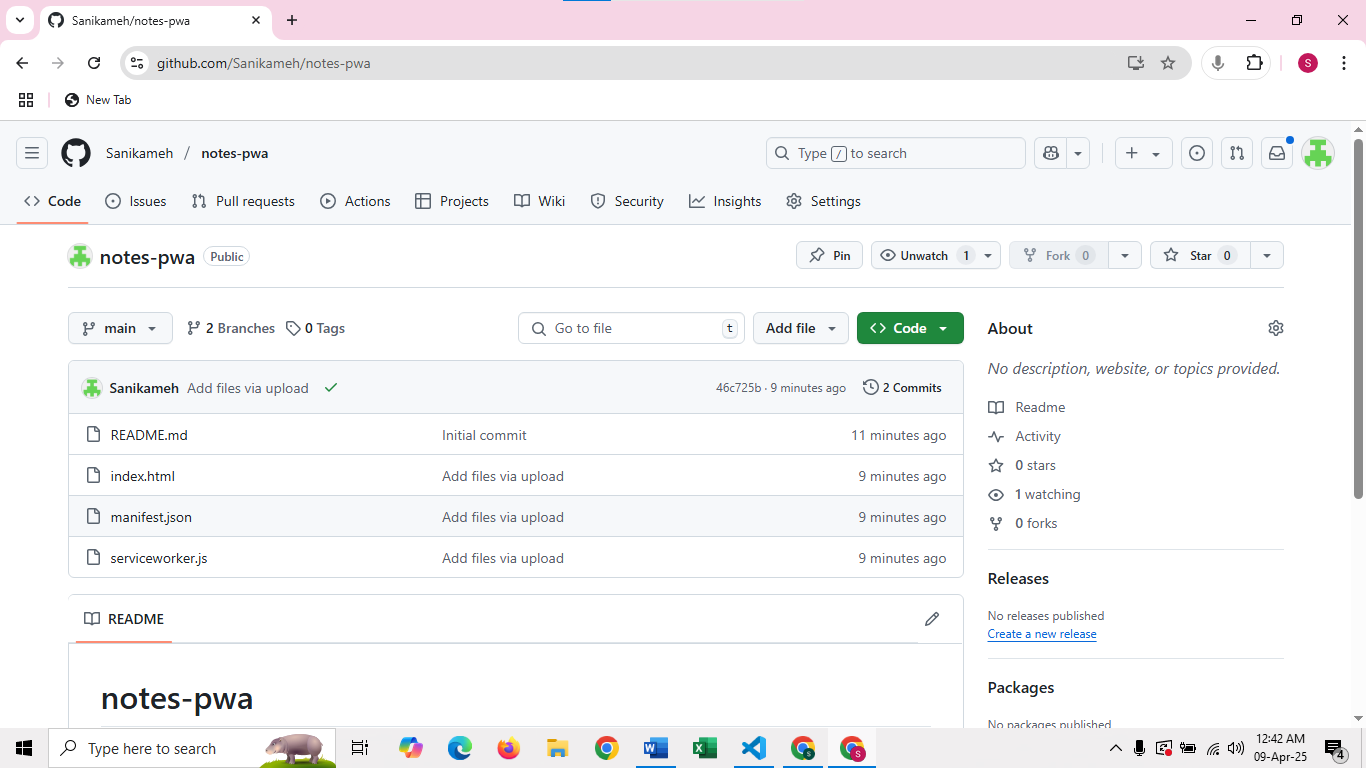 Sanikameh/notes-pwa
github.com/Sanikameh/notes-pwa
S
New Tab
Sanikameh / notes-pwa
Type / to search
Code
Issues
Pull requests
Actions
Projects
Wiki
Security
Insights
Settings
notes-pwa Public
Pin
Unwatch 1
Fork 0
Star 0
main
2 Branches
0 Tags
Go to file t
Add file
Code
Sanikameh Add files via upload
46c725b · 9 minutes ago
2 Commits
README.md Initial commit 11 minutes ago
index.html Add files via upload 9 minutes ago
manifest.json Add files via upload 9 minutes ago
serviceworker.js Add files via upload 9 minutes ago
README
notes-pwa
About
No description, website, or topics provided.
Readme
Activity
0 stars
1 watching
0 forks
Releases
No releases published
Create a new release
Packages
No packages published
Type here to search
S
S
12:42 AM
09-Apr-25
4